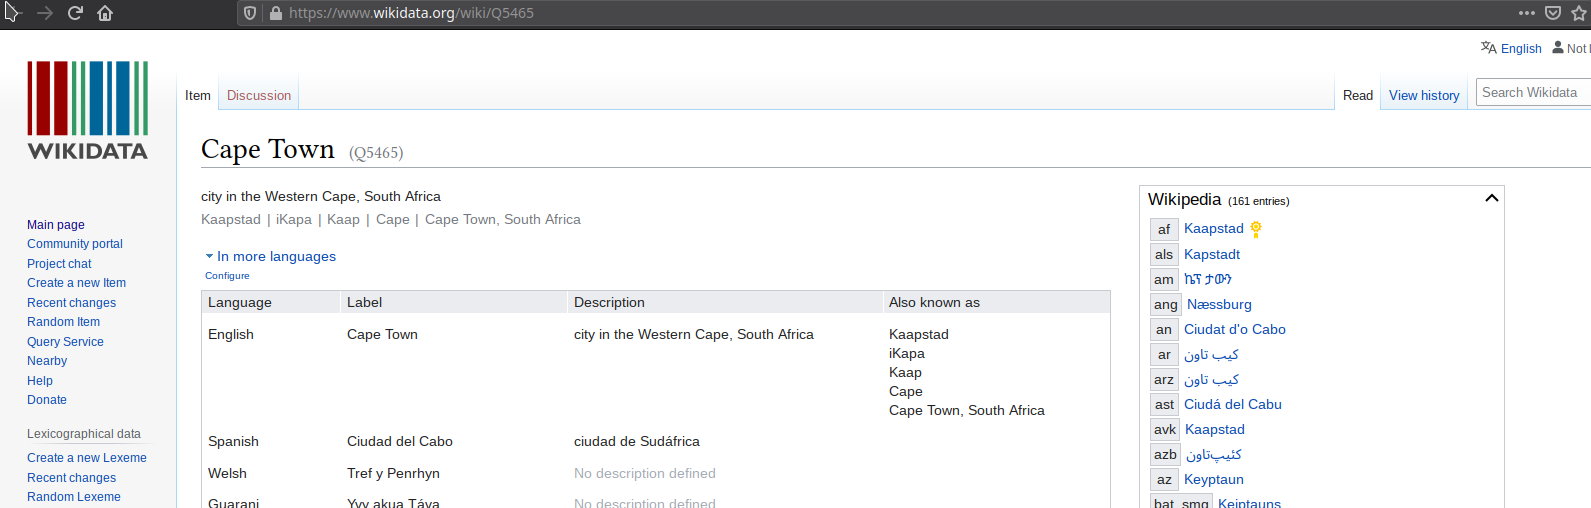 https://www.wikidata.org/wiki/Q5465
English Not
WIKIDATA
Item Discussion
Read View history Search Wikidata
Cape Town (Q5465)
city in the Western Cape, South Africa
Kaapstad | iKapa | Kaap | Cape | Cape Town, South Africa
In more languages
Configure
Language Label Description Also known as
English Cape Town city in the Western Cape, South Africa Kaapstad
iKapa
Kaap
Cape
Cape Town, South Africa
Spanish Ciudad del Cabo ciudad de Sudáfrica
Welsh Tref y Penrhyn No description defined
Guarani Yvy akua Táva No description defined
Main page
Community portal
Project chat
Create a new Item
Recent changes
Random Item
Query Service
Nearby
Help
Donate
Lexicographical data
Create a new Lexeme
Recent changes
Random Lexeme
Wikipedia (161 entries)
af Kaapstad
als Kapstadt
am ኬፕ ታውን
ang Næssburg
an Ciudat d'o Cabo
ar كيب تاون
arz كيب تاون
ast Ciudá del Cabu
avk Kaapstad
azb کئیپ‌تاون
az Keyptaun
bat_smg Keiptauns